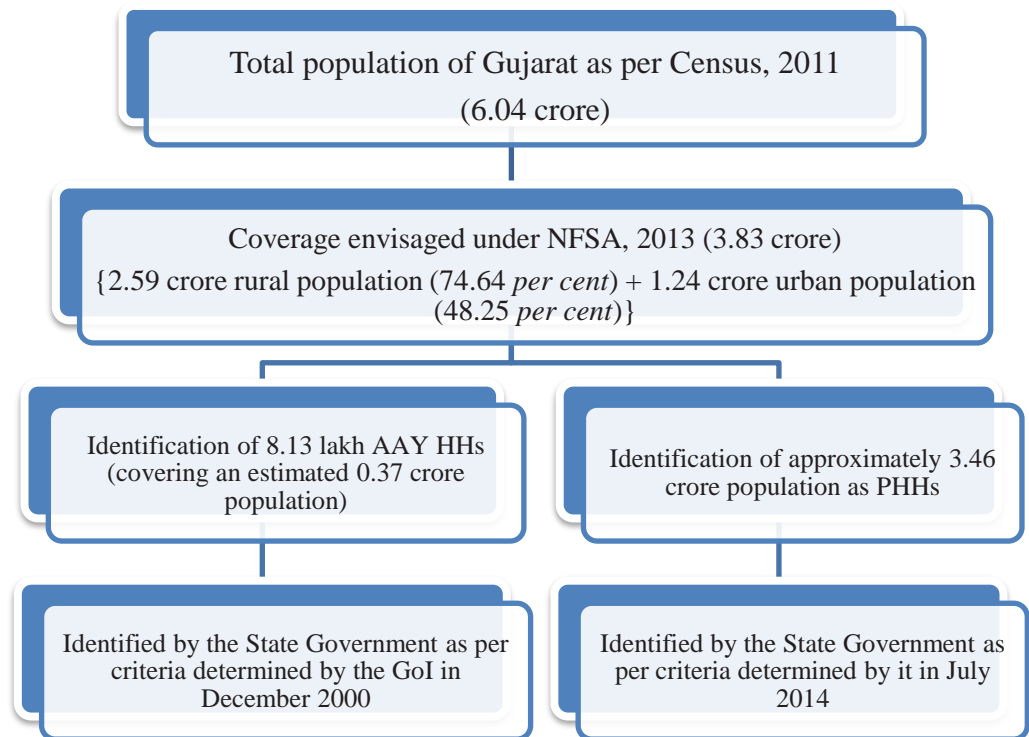 Total population of Gujarat as per Census, 2011
(6.04 crore)
Coverage envisaged under NFSA, 2013 (3.83 crore)
{2.59 crore rural population (74.64 per cent) + 1.24 crore urban population
(48.25 per cent)}
Identification of 8.13 lakh AAY HHs
(covering an estimated 0.37 crore
population)
Identification of approximately 3.46
crore population as PHHs
Identified by the State Government as per
criteria determined by the GoI in
December 2000
Identified by the State Government as
per criteria determined by it in July
2014